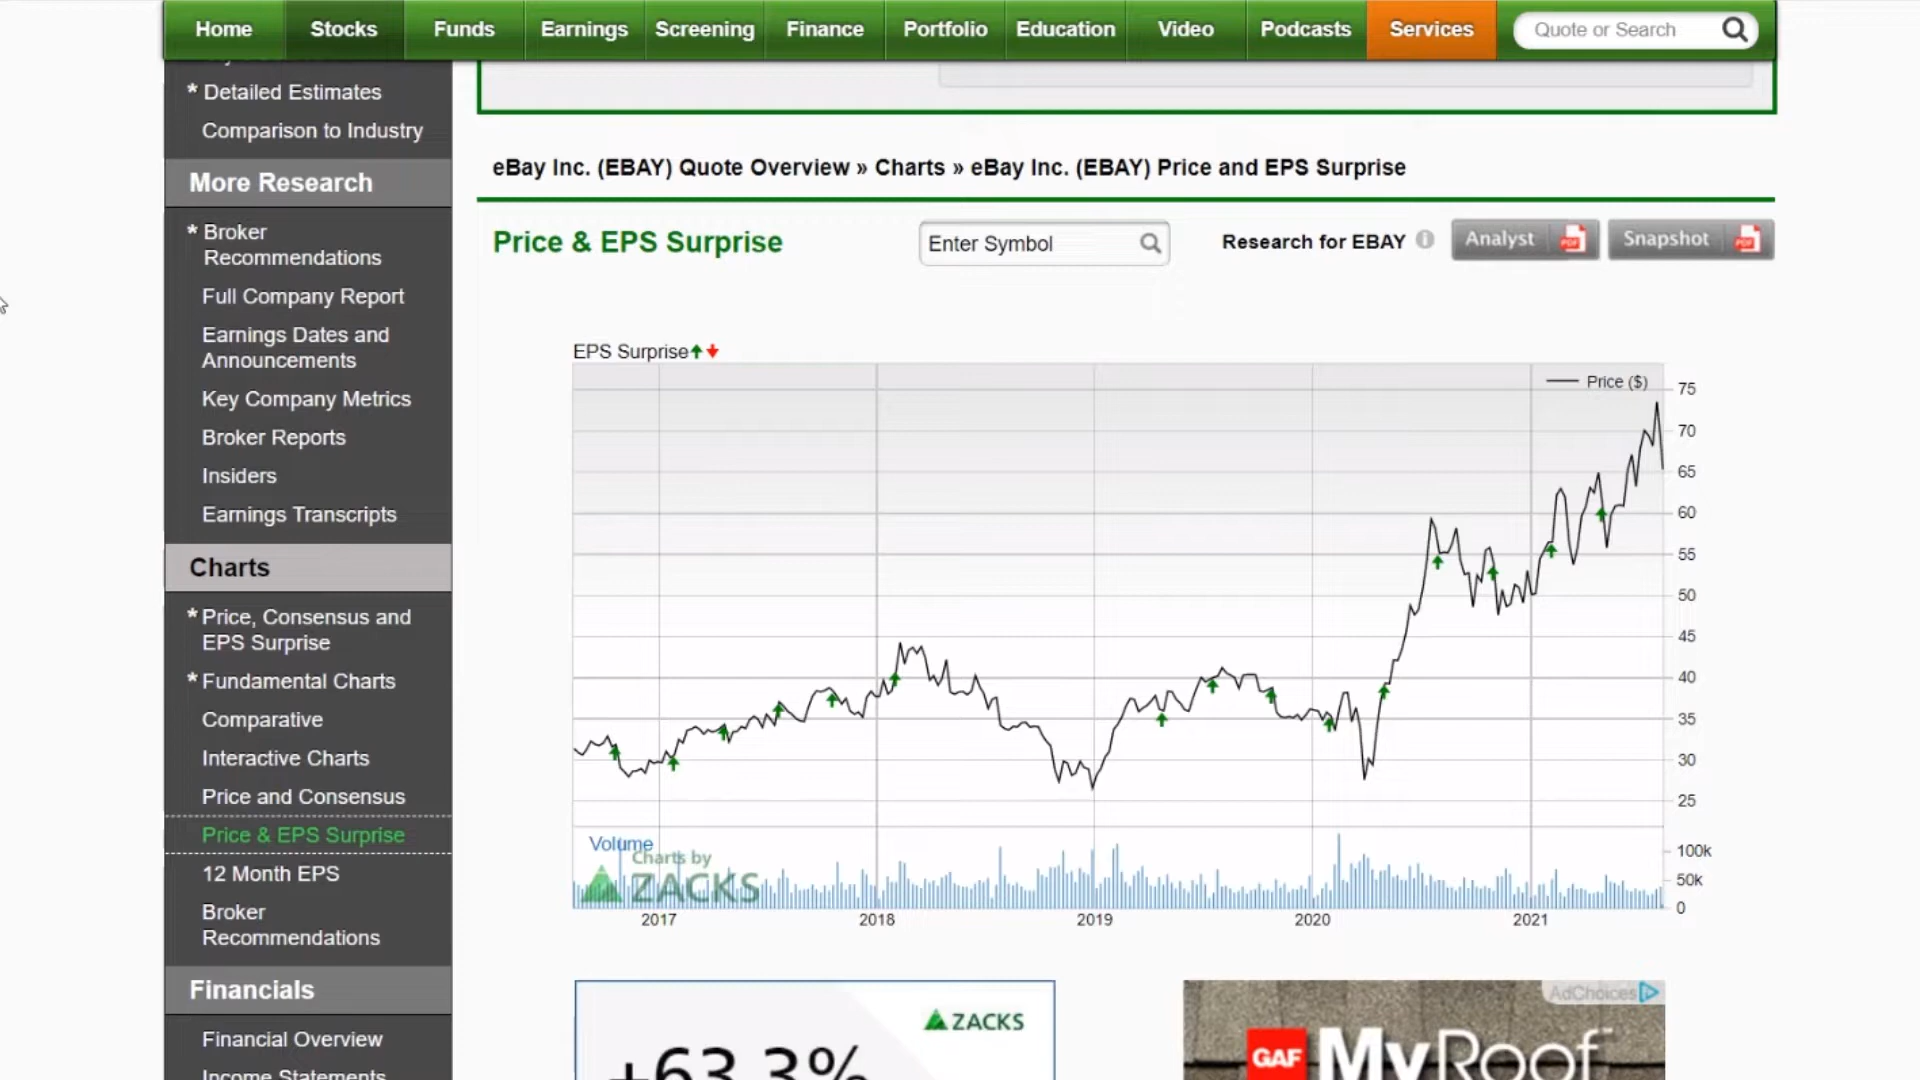 Home Stocks Funds Earnings Screening Finance Portfolio Education Video Podcasts Services Quote or Search
* Detailed Estimates
Comparison to Industry
More Research
* Broker
Recommendations
Full Company Report
Earnings Dates and
Announcements
Key Company Metrics
Broker Reports
Insiders
Earnings Transcripts
Charts
* Price, Consensus and
EPS Surprise
* Fundamental Charts
Comparative
Interactive Charts
Price and Consensus
Price & EPS Surprise
12 Month EPS
Broker
Recommendations
Financials
Financial Overview
Income Statements
eBay Inc. (EBAY) Quote Overview » Charts » eBay Inc. (EBAY) Price and EPS Surprise
Price & EPS Surprise
Enter Symbol
Research for EBAY
Analyst PDF
Snapshot PDF
EPS Surprise
Price ($)
75
70
65
60
55
50
45
40
35
30
25
Volume
Charts by
ZACKS
100k
50k
0
2017 2018 2019 2020 2021
ZACKS
+63.3%
AdChoices
GAF MyRoof